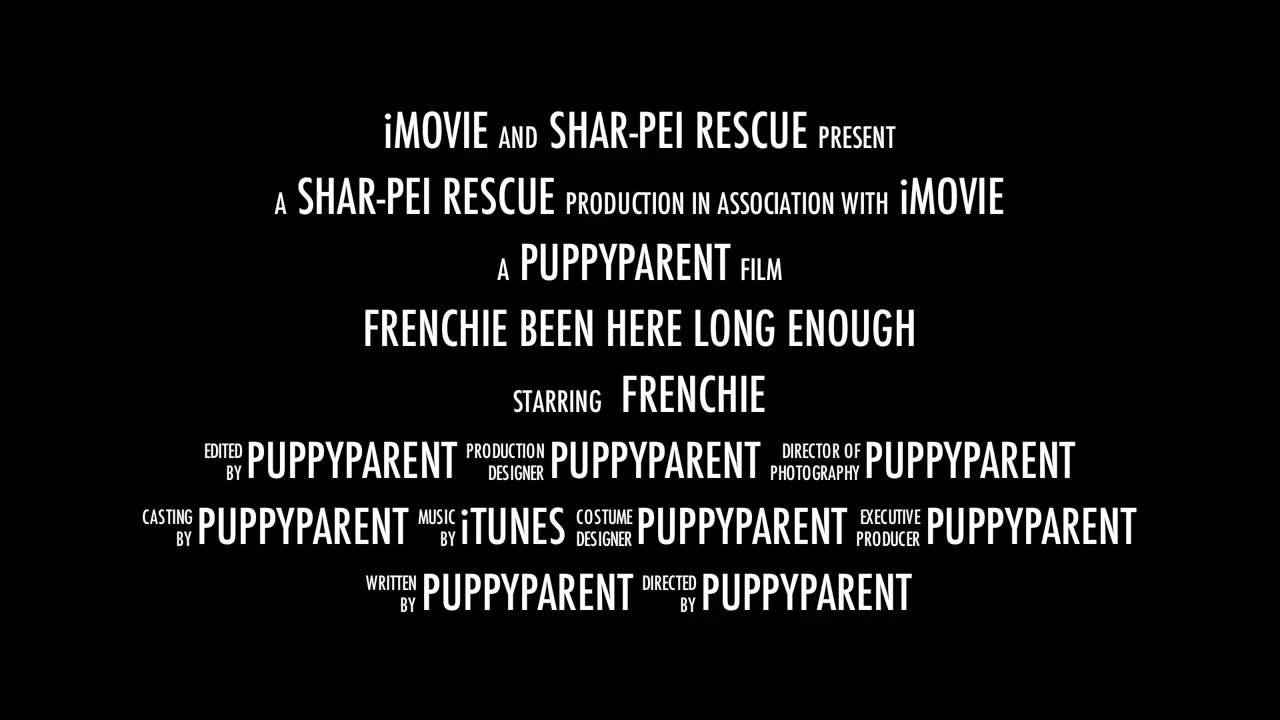 iMOVIE AND SHAR-PEI RESCUE PRESENT
A SHAR-PEI RESCUE PRODUCTION IN ASSOCIATION WITH iMOVIE
A PUPPYPARENT FILM
FRENCHIE BEEN HERE LONG ENOUGH
STARRING FRENCHIE
EDITED BY PUPPYPARENT PRODUCTION DESIGNER PUPPYPARENT DIRECTOR OF PHOTOGRAPHY PUPPYPARENT
CASTING BY PUPPYPARENT MUSIC BY iTUNES COSTUME DESIGNER PUPPYPARENT EXECUTIVE PRODUCER PUPPYPARENT
WRITTEN BY PUPPYPARENT DIRECTED BY PUPPYPARENT